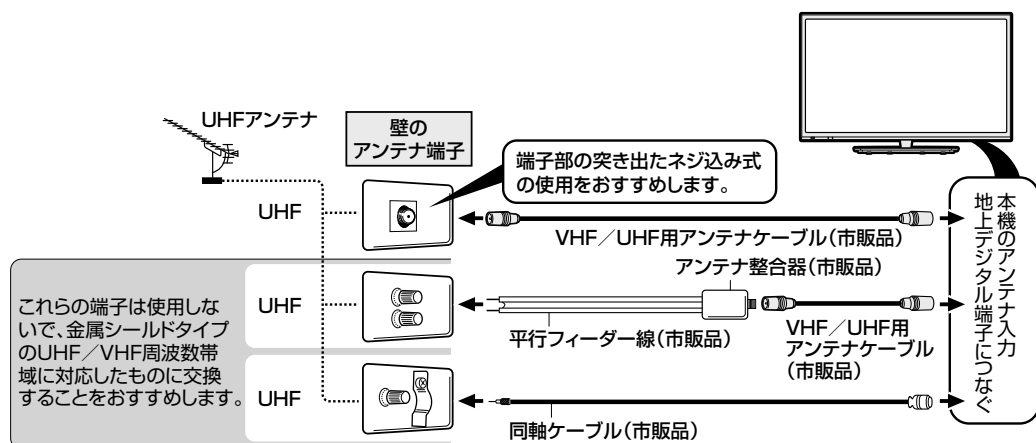 UHFアンテナ
壁の
アンテナ端子
端子部の突き出たネジ込み式
の使用をおすすめします。
UHF
VHF／UHF用アンテナケーブル（市販品）
アンテナ整合器（市販品）
これらの端子は使用しな
いで、金属シールドタイプ
のUHF／VHF周波数帯
域に対応したものに交換
することをおすすめします。
UHF
平行フィーダー線（市販品）
VHF／UHF用
アンテナケーブル
（市販品）
UHF
同軸ケーブル（市販品）
本機のアンテナ入力
地上デジタル端子につなぐ